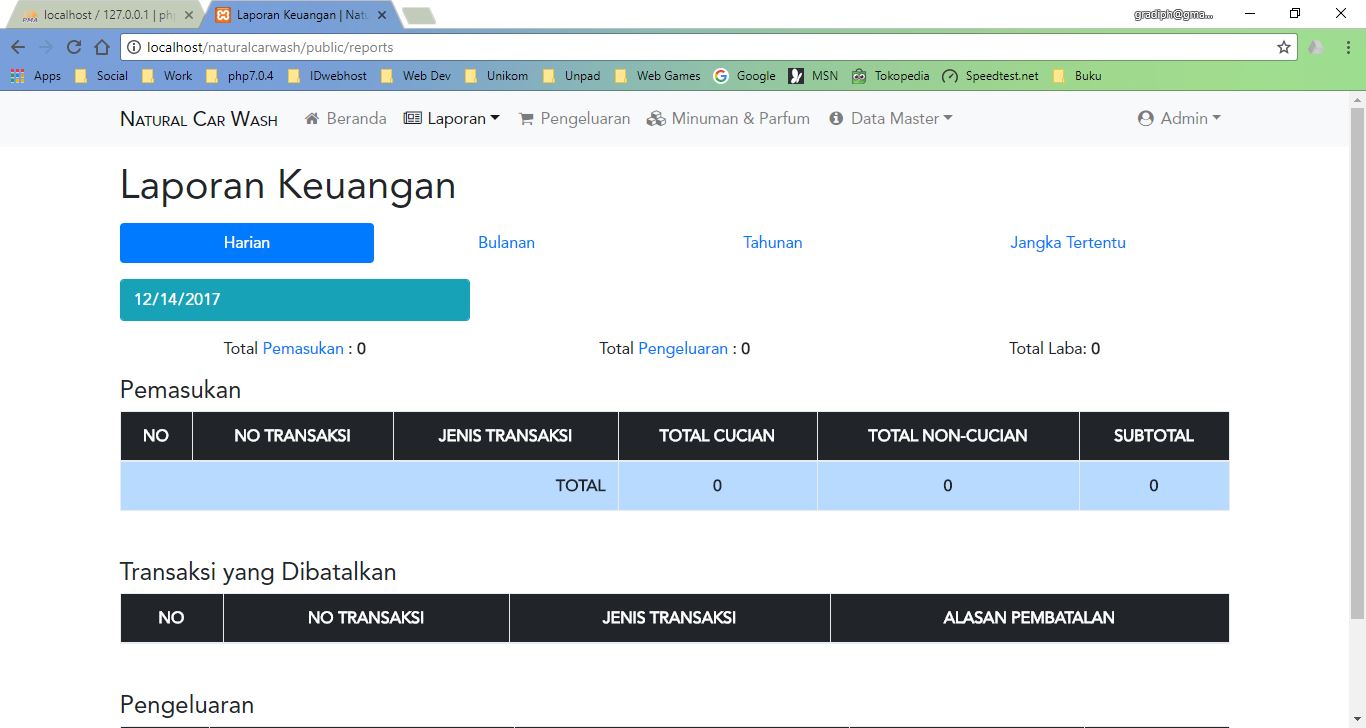 localhost / 127.0.0.1 | ph
Laporan Keuangan | Natu
gradiph@gma...
localhost/naturalcarwash/public/reports
Apps Social Work php7.0.4 IDwebhost Web Dev Unikom Unpad Web Games Google MSN Tokopedia Speedtest.net Buku
Natural Car Wash Beranda Laporan Pengeluaran Minuman & Parfum Data Master Admin
Laporan Keuangan
Harian Bulanan Tahunan Jangka Tertentu
12/14/2017
Total Pemasukan : 0 Total Pengeluaran : 0 Total Laba: 0
Pemasukan
NO NO TRANSAKSI JENIS TRANSAKSI TOTAL CUCIAN TOTAL NON-CUCIAN SUBTOTAL
TOTAL 0 0 0
Transaksi yang Dibatalkan
NO NO TRANSAKSI JENIS TRANSAKSI ALASAN PEMBATALAN
Pengeluaran